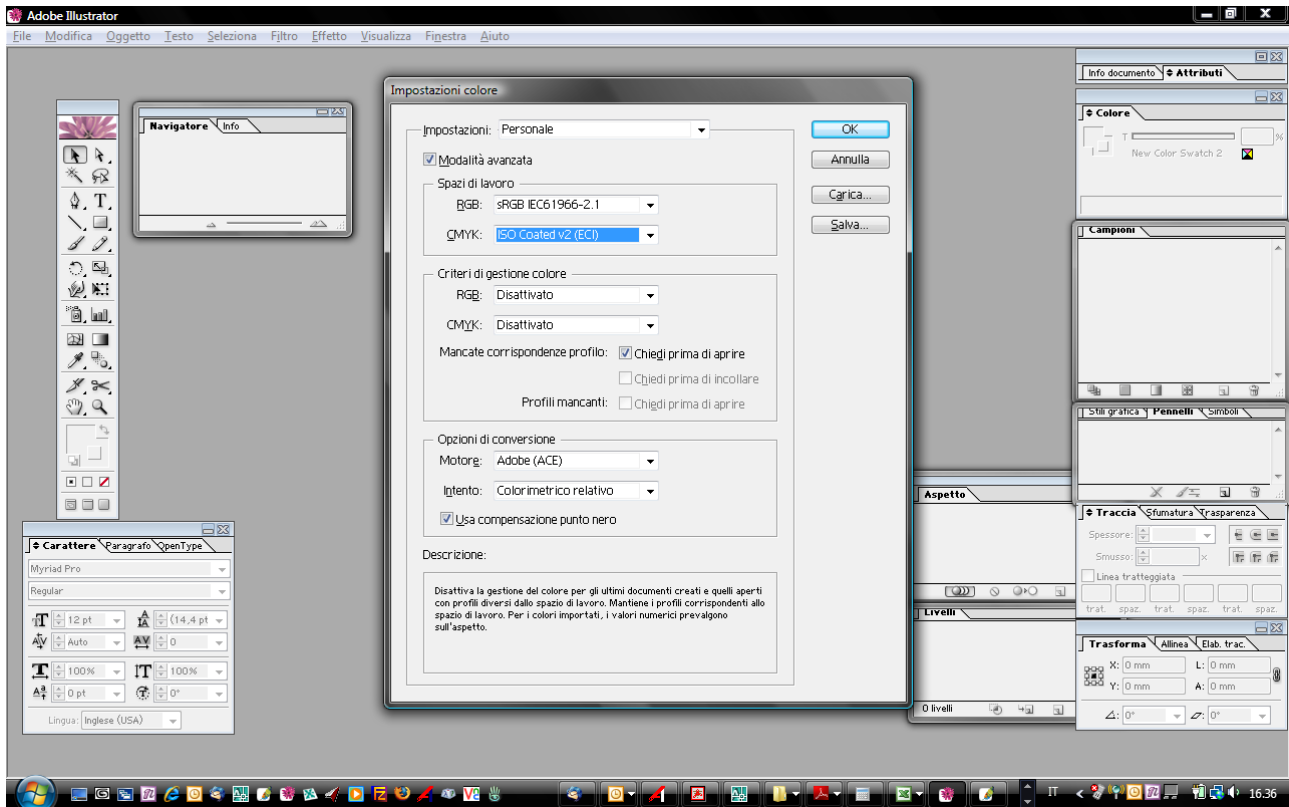 Adobe Illustrator
File Modifica Oggetto Testo Seleziona Filtro Effetto Visualizza Finestra Aiuto
Info documento Attributi
Navigatore Info
Colore
T %
New Color Swatch 2
Campioni
Stili grafica Pennelli Simboli
Impostazioni colore
Impostazioni: Personale
OK
Modalità avanzata
Annulla
Spazi di lavoro
RGB: sRGB IEC61966-2.1
Carica...
CMYK: ISO Coated v2 (ECI)
Salva...
Criteri di gestione colore
RGB: Disattivato
CMYK: Disattivato
Mancate corrispondenze profilo: Chiedi prima di aprire
Chiedi prima di incollare
Profili mancanti: Chiedi prima di aprire
Opzioni di conversione
Motore: Adobe (ACE)
Intento: Colorimetrico relativo
Usa compensazione punto nero
Descrizione:
Disattiva la gestione del colore per gli ultimi documenti creati e quelli aperti
con profili diversi dallo spazio di lavoro. Mantiene i profili corrispondenti allo
spazio di lavoro. Per i colori importati, i valori numerici prevalgono
sull'aspetto.
Carattere Paragrafo OpenType
Myriad Pro
Regular
12 pt (14,4 pt
Auto 0
100% 100%
0 pt 0°
Lingua: Inglese (USA)
Aspetto
Livelli
0 livelli
Traccia Sfumatura Trasparenza
Spessore:
Smusso: x
Linea tratteggiata
trat. spaz. trat. spaz. trat. spaz.
Trasforma Allinea Elab. trac.
X: 0 mm L: 0 mm
Y: 0 mm A: 0 mm
0° 0°
IT
16.36